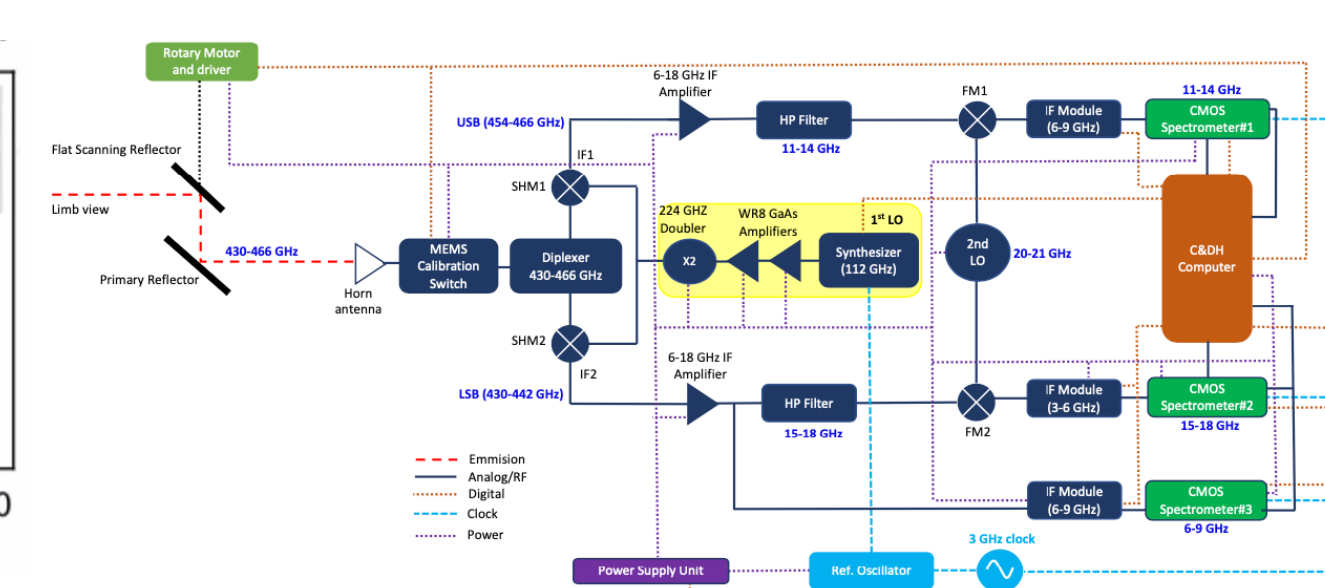 Rotary Motor
and driver
6-18 GHz IF
Amplifier
FM1
11-14 GHz
USB (454-466 GHz)
HP Filter
IF Module
(6-9 GHz)
CMOS
Spectrometer#1
11-14 GHz
Flat Scanning Reflector
IF1
SHM1
Limb view
224 GHZ
Doubler
WR8 GaAs
Amplifiers
1st LO
430-466 GHz
MEMS
Calibration
Switch
Diplexer
430-466 GHz
X2
Synthesizer
(112 GHz)
2nd
LO
20-21 GHz
C&DH
Computer
Primary Reflector
Horn
antenna
SHM2
IF2
6-18 GHz IF
Amplifier
LSB (430-442 GHz)
HP Filter
15-18 GHz
FM2
IF Module
(3-6 GHz)
CMOS
Spectrometer#2
15-18 GHz
Emmision
Analog/RF
Digital
Clock
Power
IF Module
(6-9 GHz)
CMOS
Spectrometer#3
6-9 GHz
0
3 GHz clock
Power Supply Unit
Ref. Oscillator